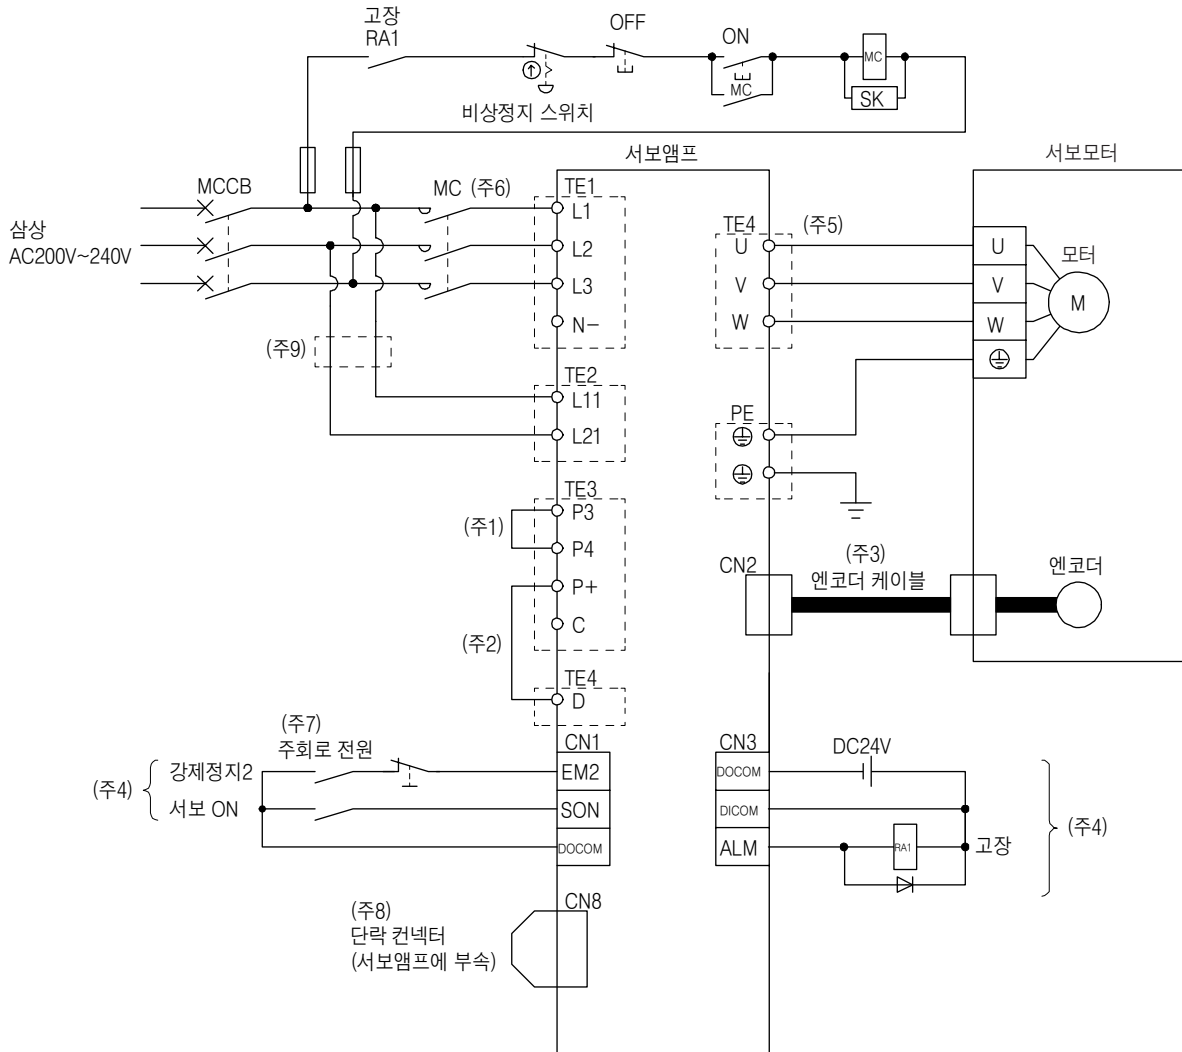 고장
RA1
OFF
ON
MC
MC
SK
비상정지 스위치
서보앰프
서보모터
MCCB
MC (주6)
TE1
L1
L2
L3
N−
삼상
AC200V~240V
TE4
(주5)
U
V
W
U
V
W
모터
M
(주9)
TE2
L11
L21
PE
TE3
(주1)
P3
P4
P+
C
(주2)
TE4
D
CN2
(주3)
엔코더 케이블
엔코더
(주7)
주회로 전원
CN1
(주4)
강제정지2
EM2
서보 ON
SON
DOCOM
CN3
DC24V
DOCOM
DICOM
ALM
RA1
고장
(주4)
CN8
(주8)
단락 컨넥터
(서보앰프에 부속)